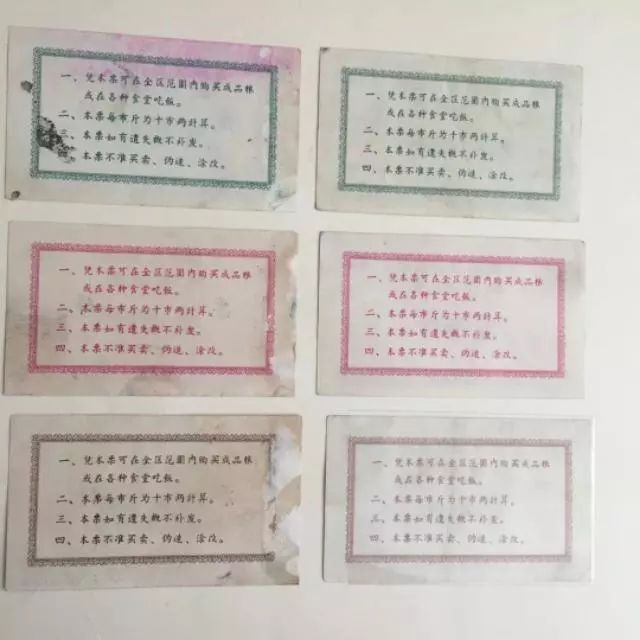 一、凭本票可在全区范围内购买成品粮
或在各种食堂吃饭。
二、本票每市斤为十市两计算。
三、本票如有遗失概不补发。
四、本票不准买卖、伪造、涂改。
一、凭本票可在全区范围内购买成品粮
或在各种食堂吃饭。
二、本票每市斤为十市两计算。
三、本票如有遗失概不补发。
四、本票不准买卖、伪造、涂改。
一、凭本票可在全区范围内购买成品粮
或在各种食堂吃饭。
二、本票每市斤为十市两计算。
三、本票如有遗失概不补发。
四、本票不准买卖、伪造、涂改。
一、凭本票可在全区范围内购买成品粮
或在各种食堂吃饭。
二、本票每市斤为十市两计算。
三、本票如有遗失概不补发。
四、本票不准买卖、伪造、涂改。
一、凭本票可在全区范围内购买成品粮
或在各种食堂吃饭。
二、本票每市斤为十市两计算。
三、本票如有遗失概不补发。
四、本票不准买卖、伪造、涂改。
一、凭本票可在全区范围内购买成品粮
或在各种食堂吃饭。
二、本票每市斤为十市两计算。
三、本票如有遗失概不补发。
四、本票不准买卖、伪造、涂改。